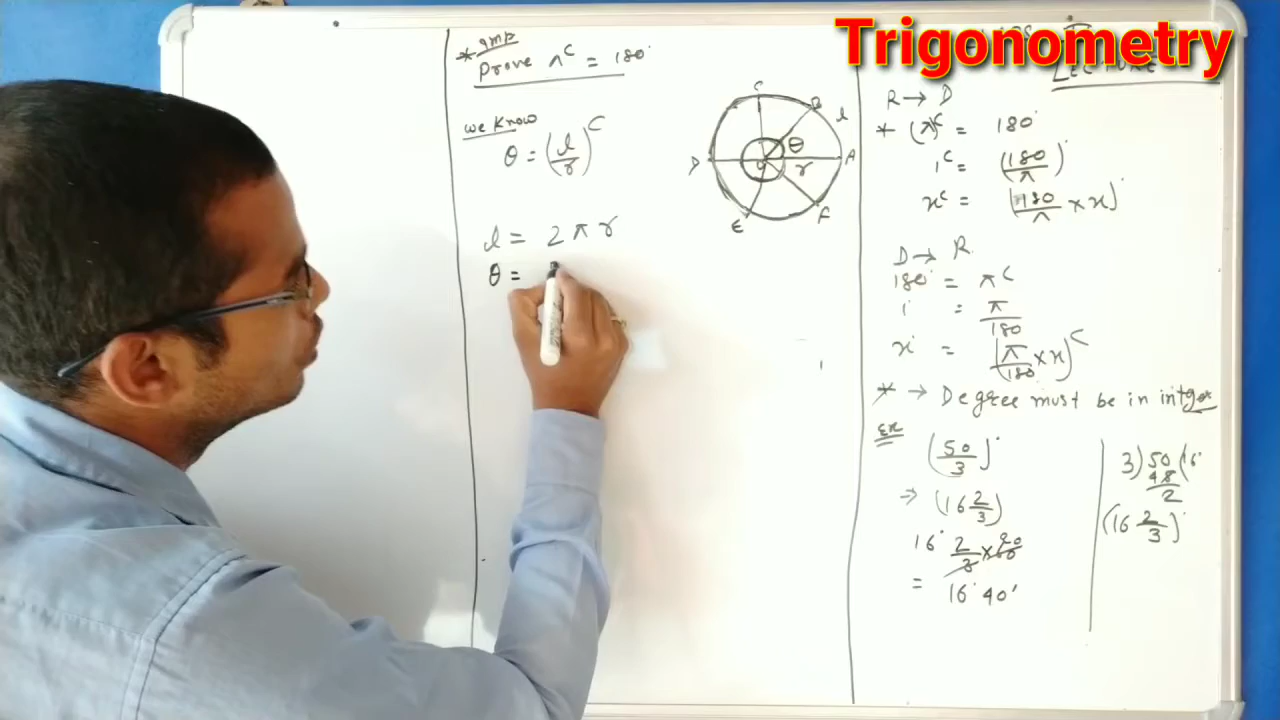 Trigonometry
* Imp
Prove π^c = 180°
we know
θ = (l/r)^c
l = 2πr
θ =
C
B
l
θ
D
r
A
E
F
LECTURE
R → D
* (π)^c = 180°
1^c = (180/π)°
x^c = (180/π × x)°
D → R
180° = π^c
1° = π/180
x° = (π/180 × x)^c
* → Degree must be in intger
Ex
(50/3)°
⇒ (16 2/3)
16° 2/3 × 60
= 16° 40'
3) 50 (16°
48
2
(16 2/3)°